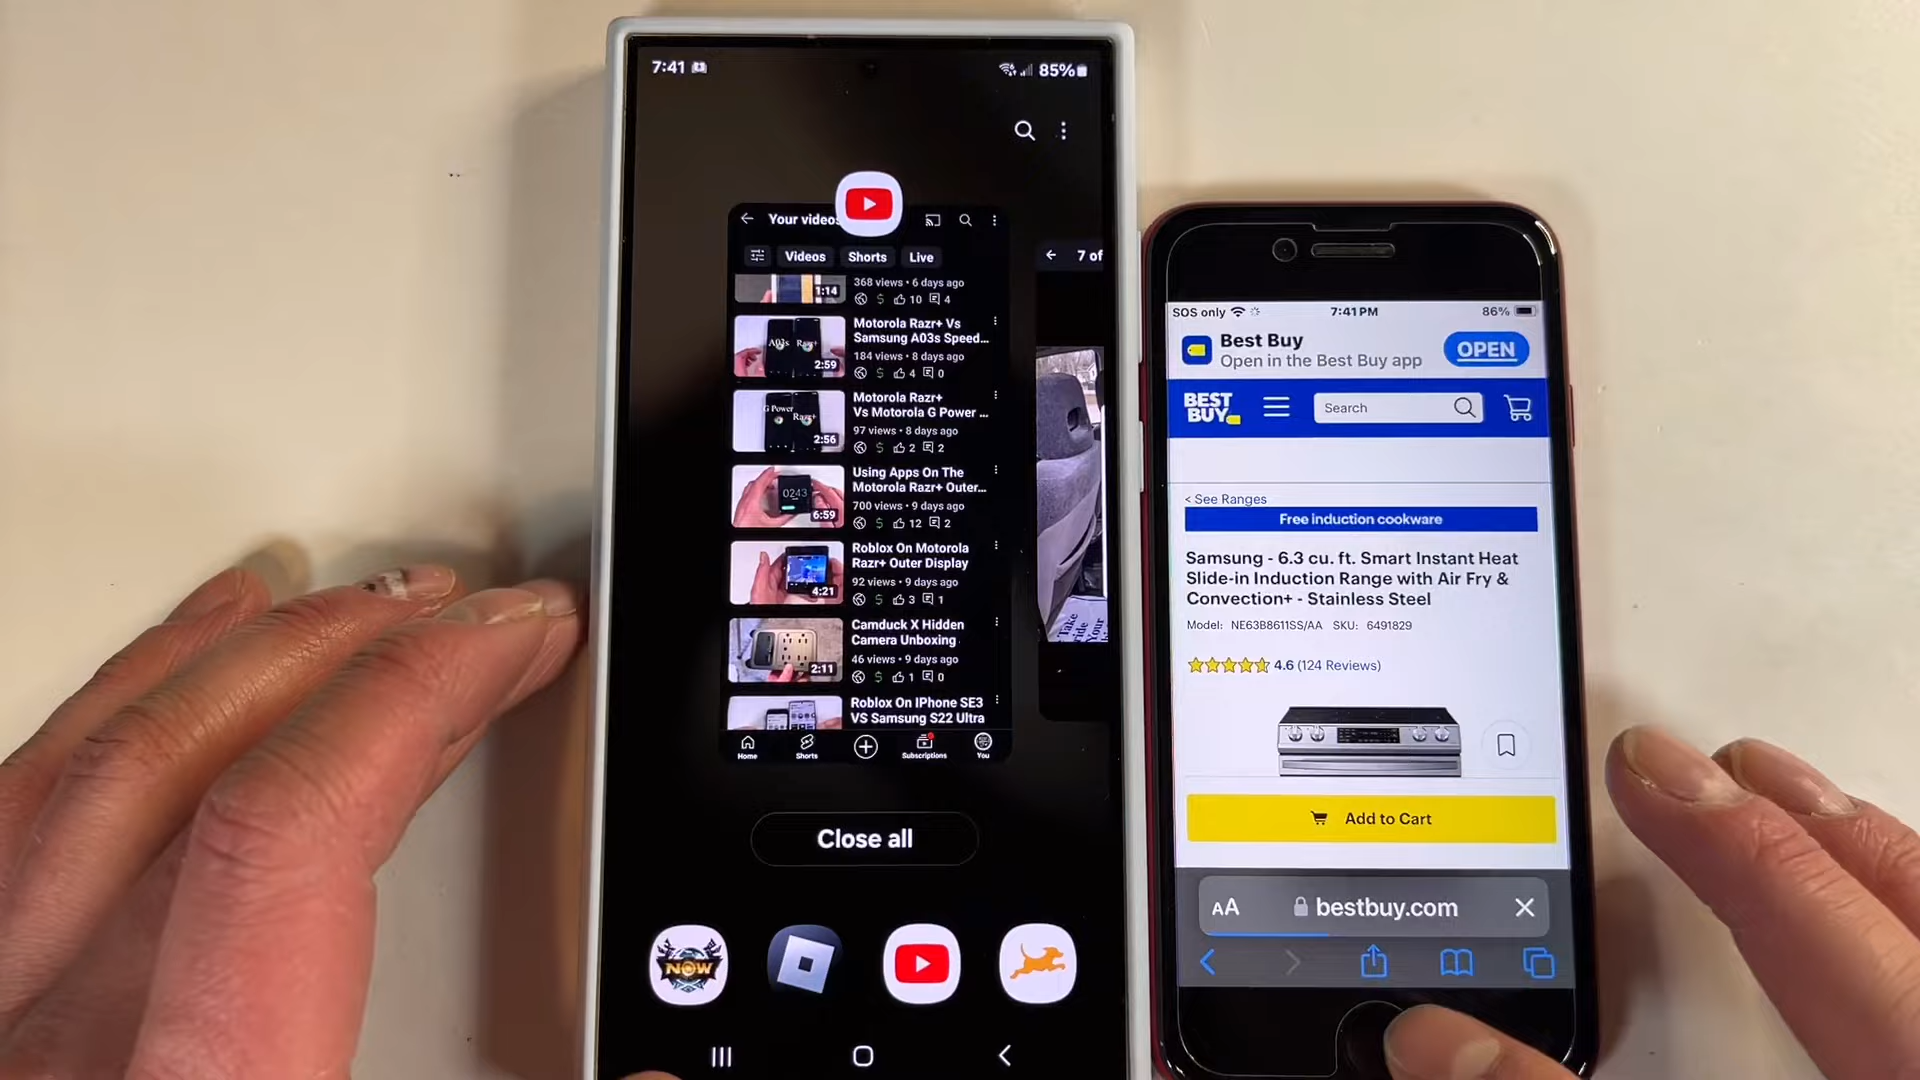 7:41
85%
Your videos
Videos
Shorts
Live
1:14
368 views • 6 days ago
10
4
Motorola Razr+ Vs
Samsung A03s Speed...
184 views • 8 days ago
4
0
A03s
Razr+
2:59
Motorola Razr+
Vs Motorola G Power ...
97 views • 8 days ago
2
2
G Power
Razr+
2:56
Using Apps On The
Motorola Razr+ Outer...
700 views • 9 days ago
12
2
0243
6:59
Roblox On Motorola
Razr+ Outer Display
92 views • 9 days ago
3
1
4:21
Camduck X Hidden
Camera Unboxing
46 views • 9 days ago
1
0
2:11
Roblox On IPhone SE3
VS Samsung S22 Ultra
Home
Shorts
Subscriptions
You
7 of
Take
ride
Your
Close all
NOW
SOS only
7:41 PM
86%
Best Buy
Open in the Best Buy app
OPEN
BEST
BUY
Search
< See Ranges
Free induction cookware
Samsung - 6.3 cu. ft. Smart Instant Heat
Slide-in Induction Range with Air Fry &
Convection+ - Stainless Steel
Model: NE63B8611SS/AA SKU: 6491829
4.6 (124 Reviews)
Add to Cart
AA
bestbuy.com